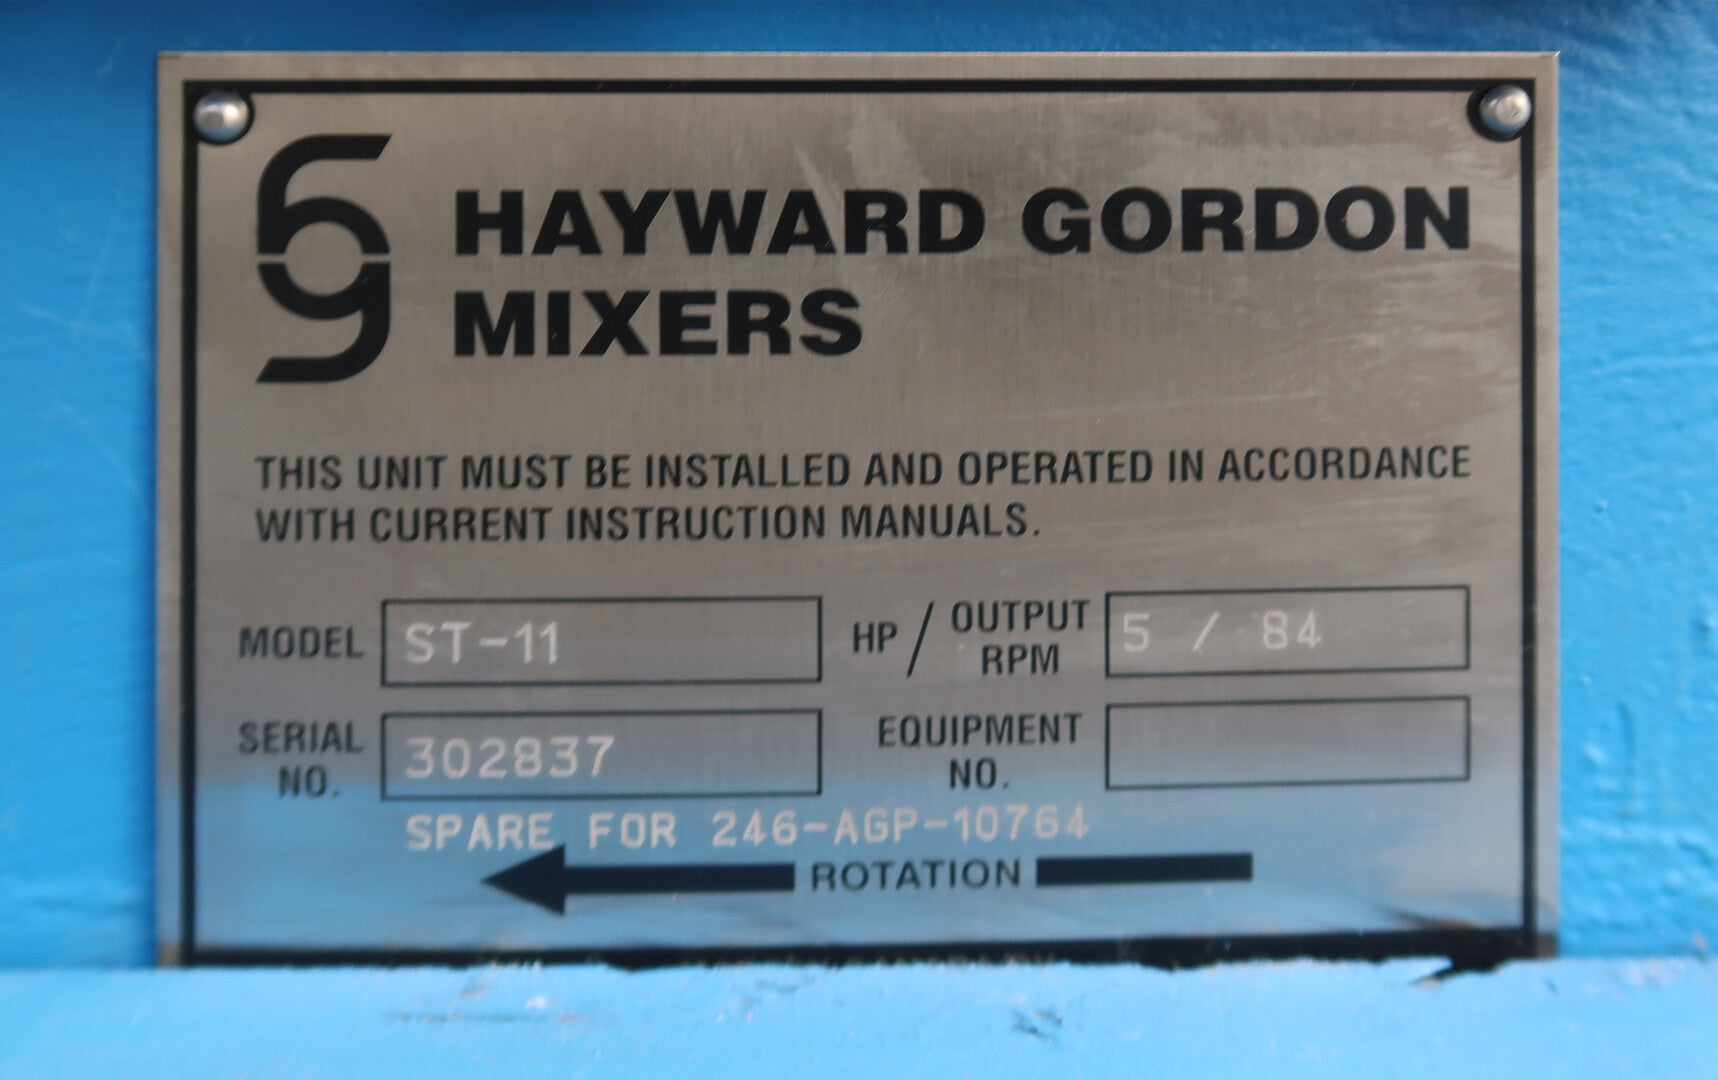 HAYWARD GORDON
MIXERS
THIS UNIT MUST BE INSTALLED AND OPERATED IN ACCORDANCE
WITH CURRENT INSTRUCTION MANUALS.
MODEL ST-11 HP / OUTPUT RPM 5 / 84
SERIAL NO. 302837 EQUIPMENT NO.
SPARE FOR 246-AGP-10764
ROTATION